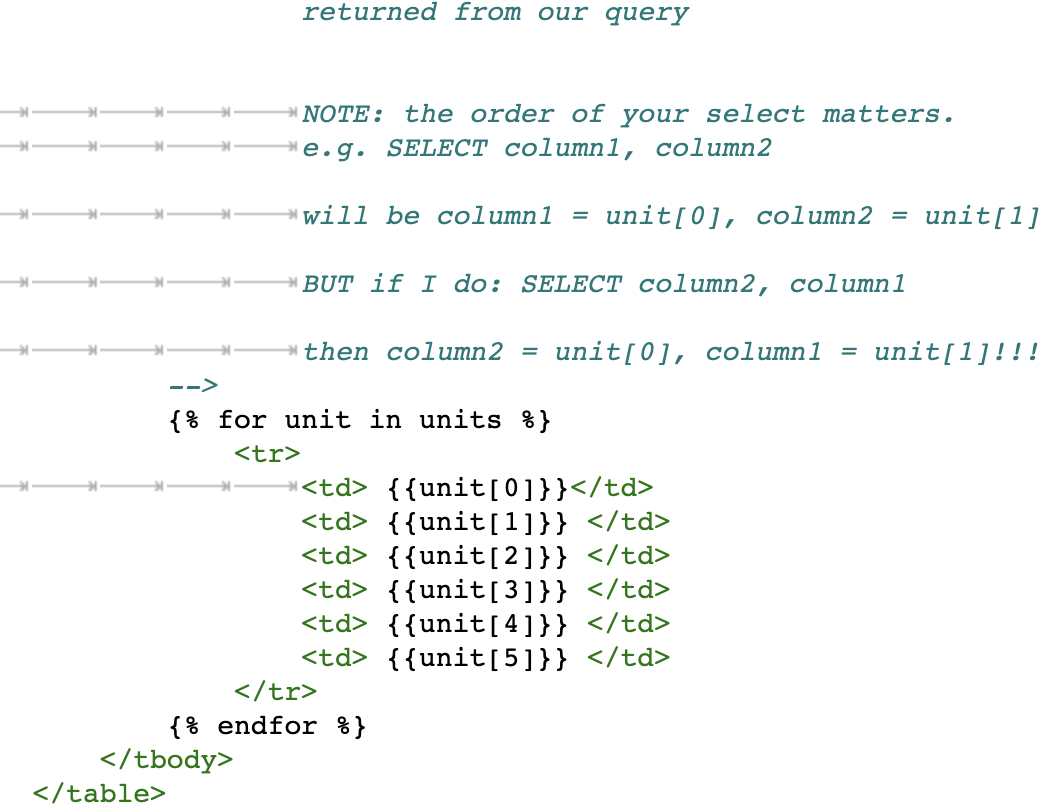 returned from our query
NOTE: the order of your select matters.
e.g. SELECT column1, column2
will be column1 = unit[0], column2 = unit[1]
BUT if I do: SELECT column2, column1
then column2 = unit[0], column1 = unit[1]!!!
-->
{% for unit in units %}
<tr>
<td> {{unit[0]}}</td>
<td> {{unit[1]}} </td>
<td> {{unit[2]}} </td>
<td> {{unit[3]}} </td>
<td> {{unit[4]}} </td>
<td> {{unit[5]}} </td>
</tr>
{% endfor %}
</tbody>
</table>